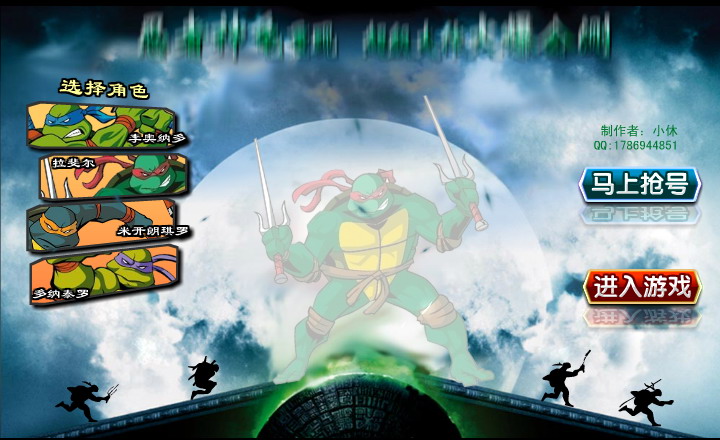 选择角色
李奥纳多
拉斐尔
米开朗琪罗
多纳泰罗
制作者：小休
QQ:1786944851
马上抢号
进入游戏